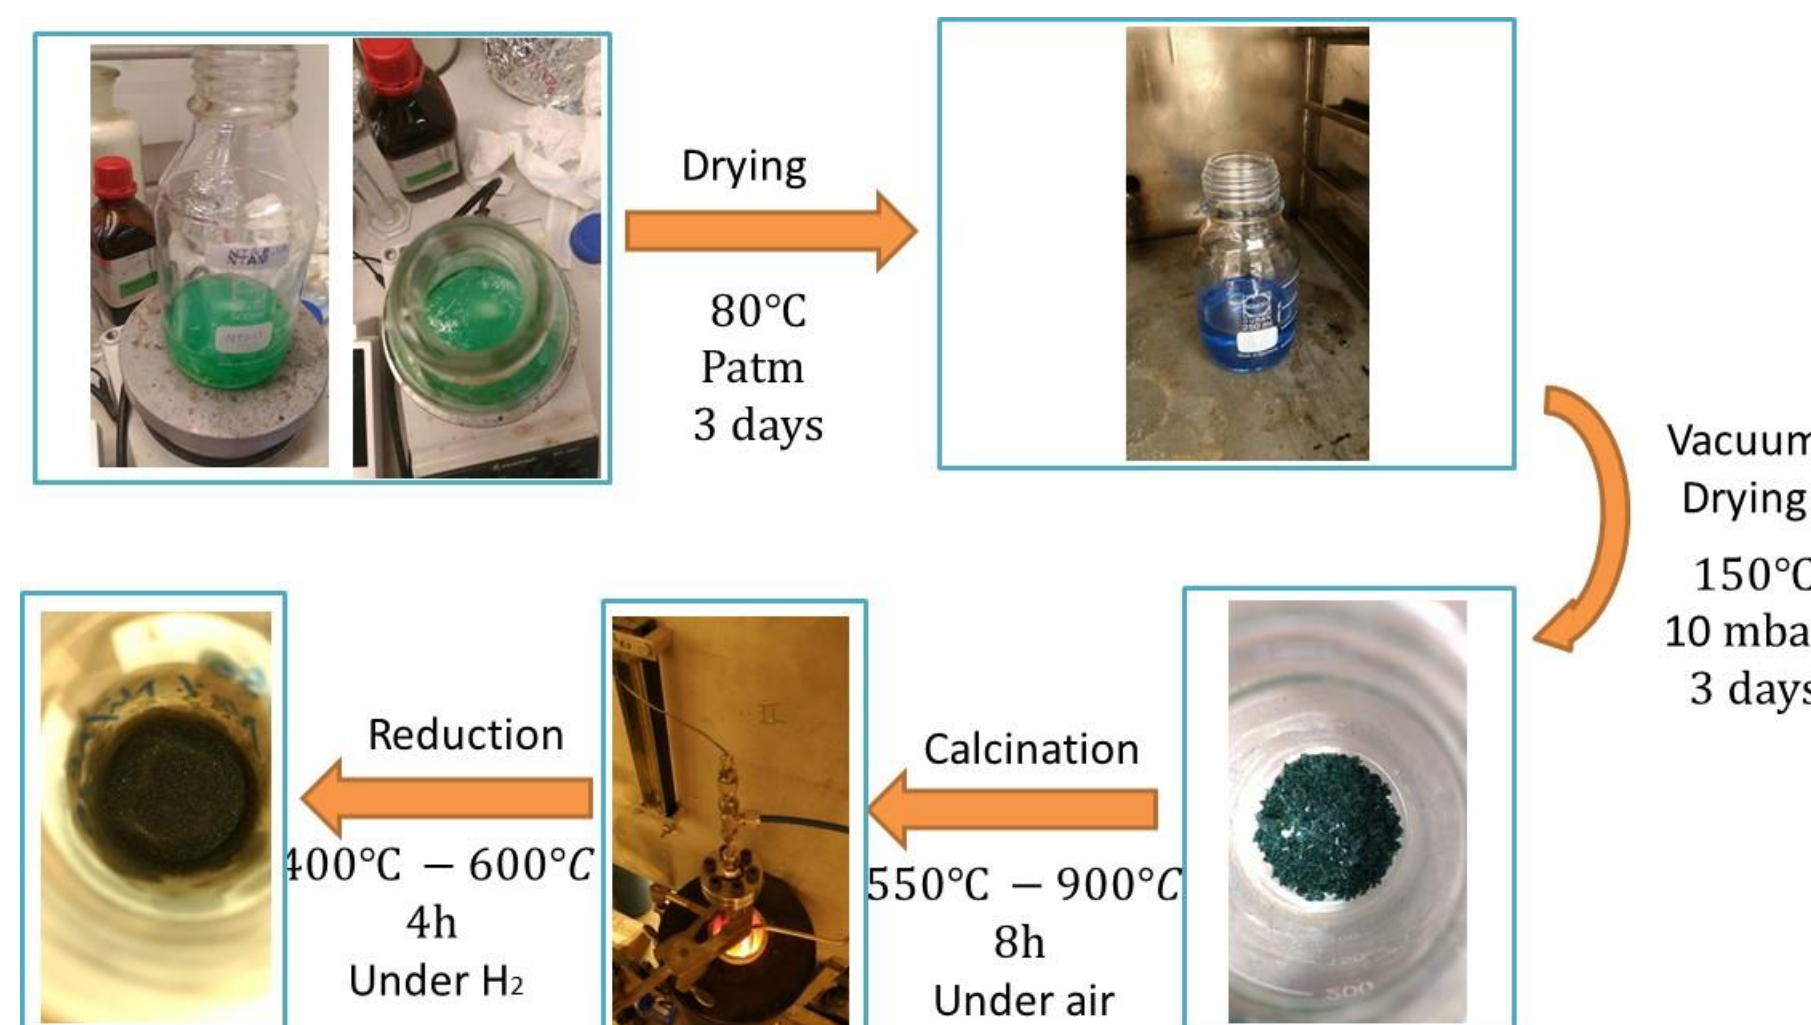 Drying
80°C
Patm
3 days
Vacuum
Drying
150°C
10 mba
3 days
Calcination
550°C − 900°C
8h
Under air
Reduction
400°C − 600°C
4h
Under H₂
500